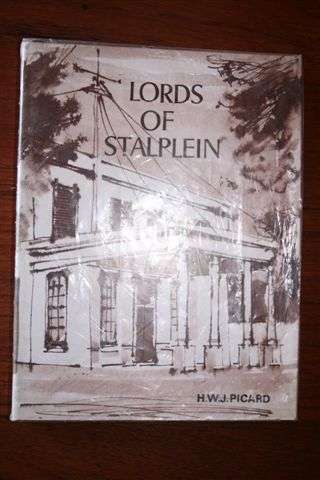 LORDS
OF
STALPLEIN
H.W.J. PICARD